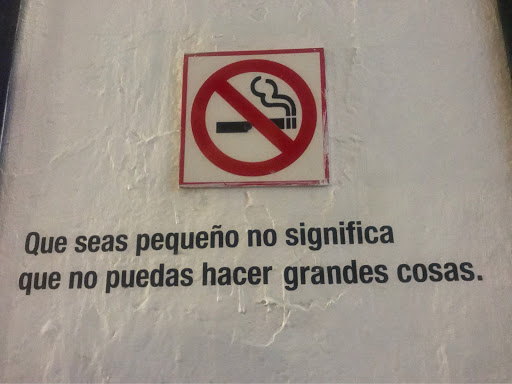 Que seas pequeño no significa
que no puedas hacer grandes cosas.